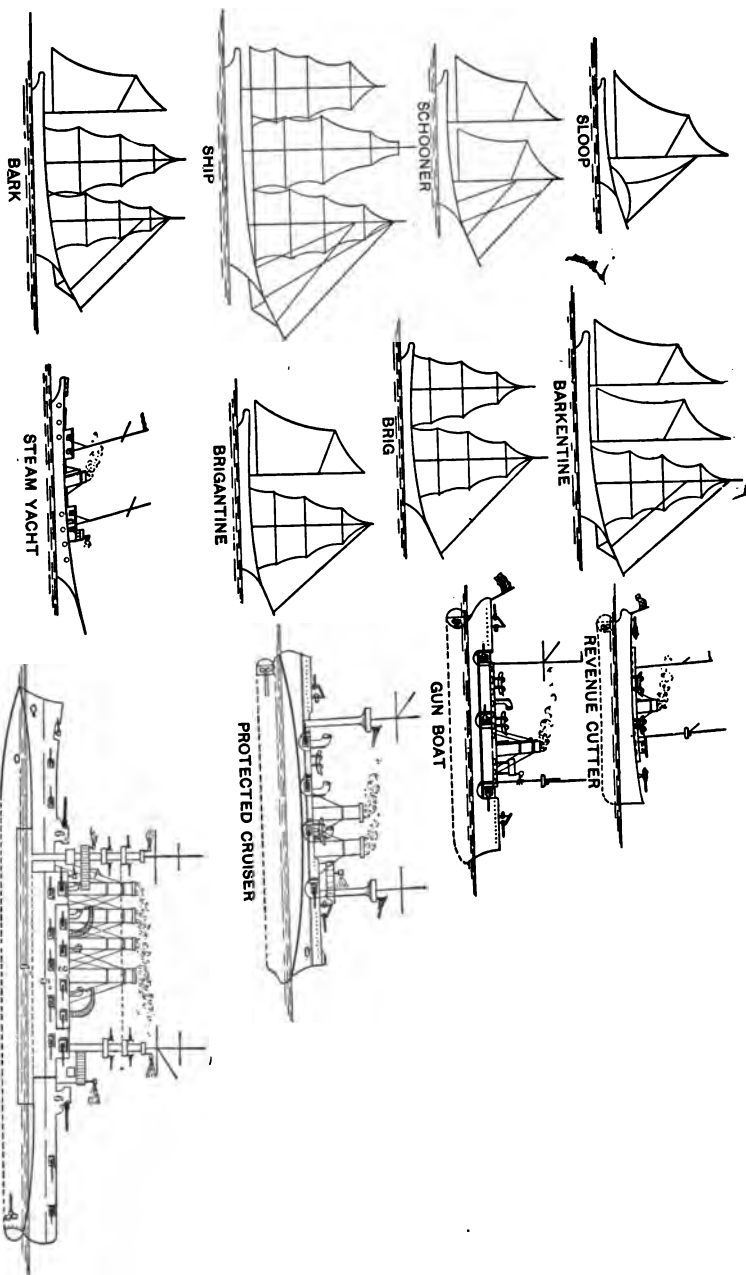 SLOOP
BARKENTINE
REVENUE CUTTER
SCHOONER
BRIG
GUN BOAT
SHIP
BRIGANTINE
PROTECTED CRUISER
BARK
STEAM YACHT